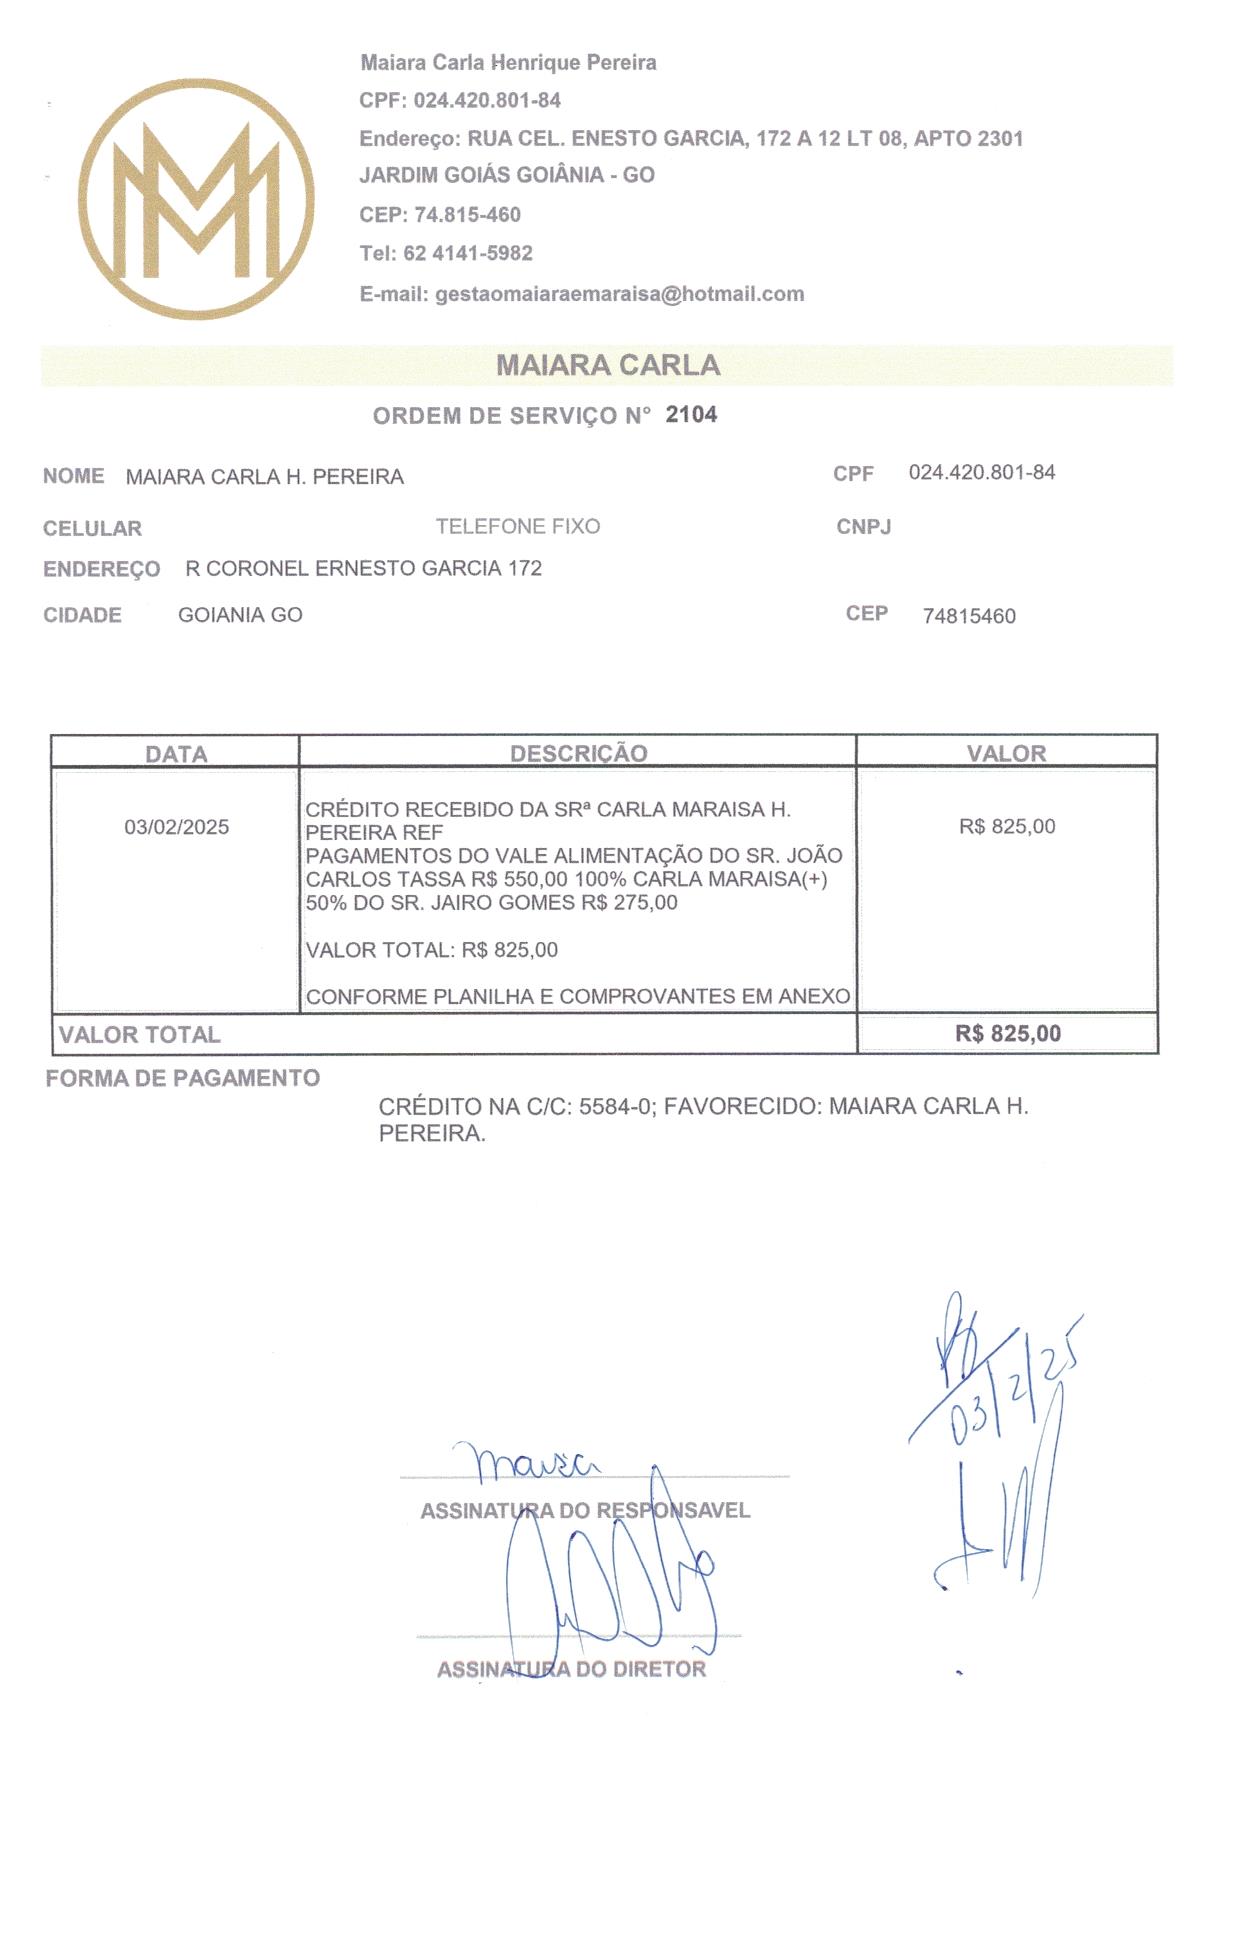 Maiara Carla Henrique Pereira
CPF: 024.420.801-84
Endereço: RUA CEL. ENESTO GARCIA, 172 A 12 LT 08, APTO 2301
JARDIM GOIÁS GOIÂNIA - GO
CEP: 74.815-460
Tel: 62 4141-5982
E-mail: gestaomaiaraemaraisa@hotmail.com
MAIARA CARLA
ORDEM DE SERVIÇO N° 2104
NOME MAIARA CARLA H. PEREIRA CPF 024.420.801-84
CELULAR TELEFONE FIXO CNPJ
ENDEREÇO R CORONEL ERNESTO GARCIA 172
CIDADE GOIANIA GO CEP 74815460
DATA DESCRIÇÃO VALOR
CRÉDITO RECEBIDO DA SRª CARLA MARAISA H.
03/02/2025 PEREIRA REF R$ 825,00
PAGAMENTOS DO VALE ALIMENTAÇÃO DO SR. JOÃO
CARLOS TASSA R$ 550,00 100% CARLA MARAISA(+)
50% DO SR. JAIRO GOMES R$ 275,00
VALOR TOTAL: R$ 825,00
CONFORME PLANILHA E COMPROVANTES EM ANEXO
VALOR TOTAL R$ 825,00
FORMA DE PAGAMENTO
CRÉDITO NA C/C: 5584-0; FAVORECIDO: MAIARA CARLA H.
PEREIRA.
03/2/25
ASSINATURA DO RESPONSAVEL
ASSINATURA DO DIRETOR